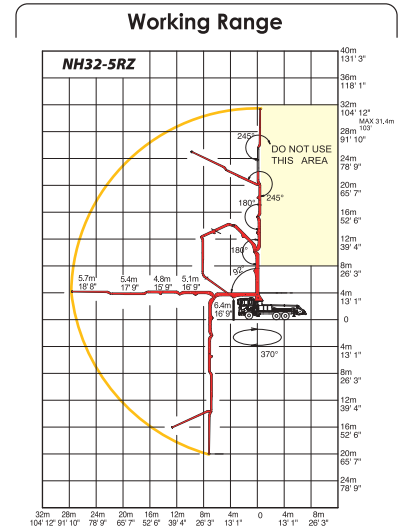 Working Range
NH32-5RZ
40m
131' 3"
36m
118' 1"
32m
104' 12"
MAX 31.4m
103'
28m
91' 10"
245°
DO NOT USE
THIS AREA
24m
78' 9"
20m
65' 7"
245°
180°
16m
52' 6"
12m
39' 4"
180°
8m
26' 3"
5.7m
18' 8"
5.4m
17' 9"
4.8m
15' 9"
5.1m
16' 9"
4m
13' 1"
6.4m
16' 9"
0
370°
4m
13' 1"
8m
26' 3"
12m
39' 4"
16m
52' 6"
20m
65' 7"
24m
78' 9"
32m 28m 24m 20m 16m 12m 8m 4m 0 4m 8m
104' 12" 91' 10" 78' 9" 65' 7" 52' 6" 39' 4" 26' 3" 13' 1" 13' 1" 26' 3"